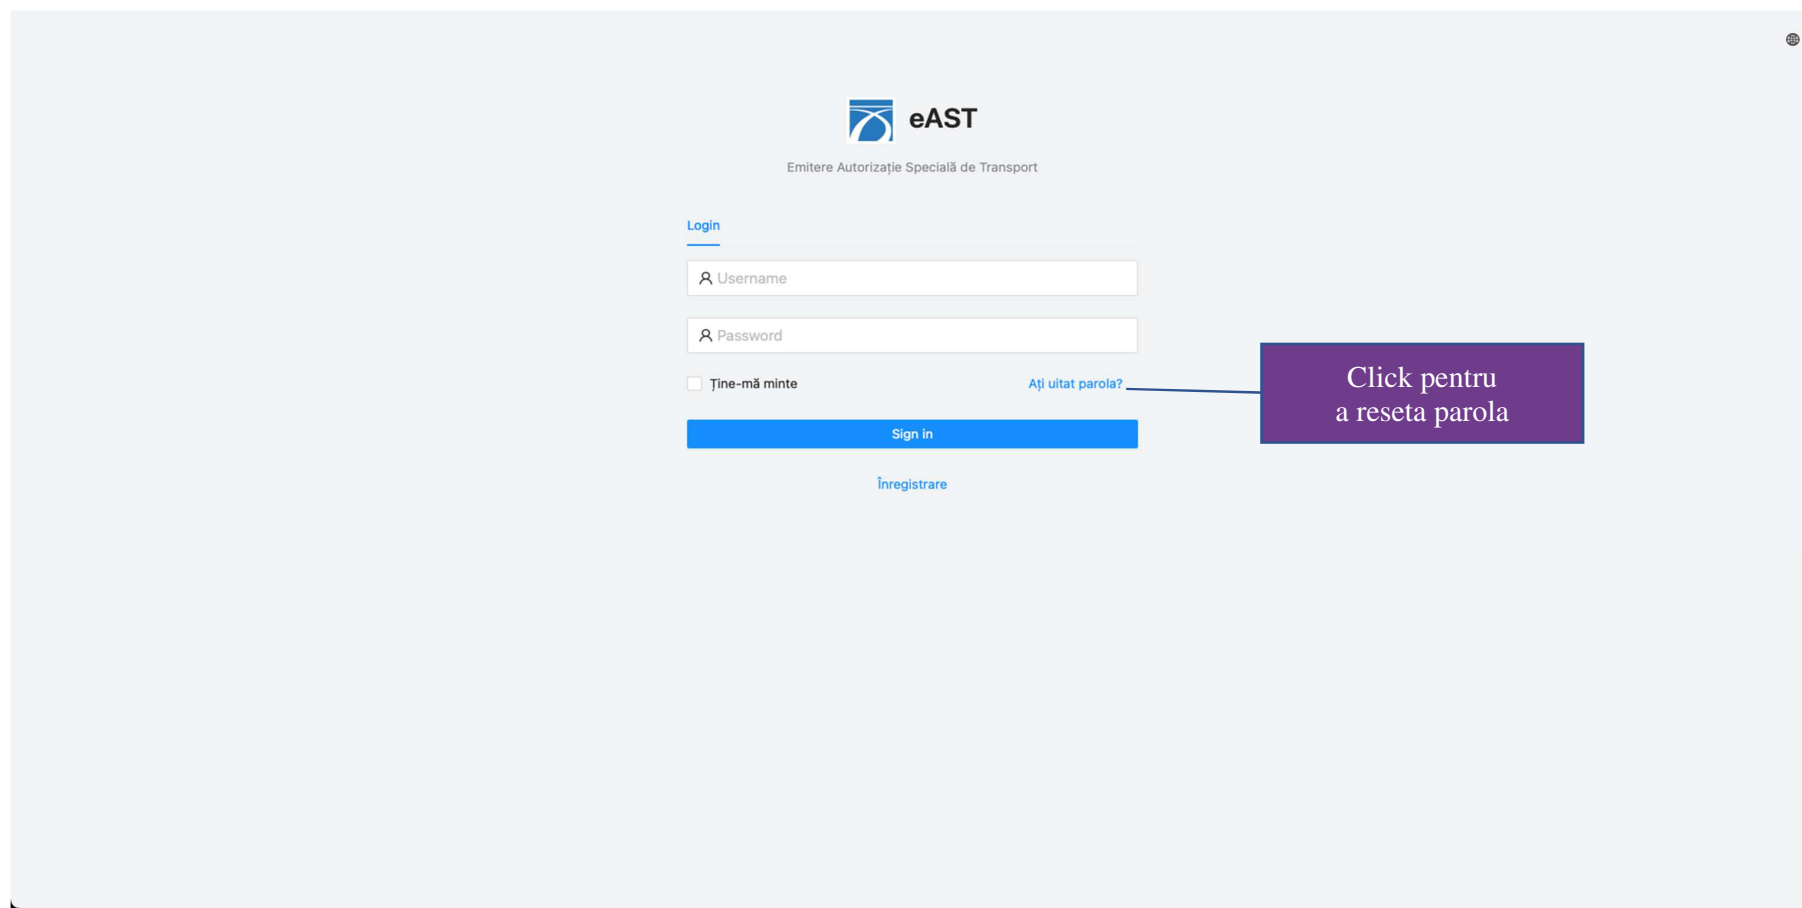 eAST
Emitere Autorizație Specială de Transport
Login
Username
Password
Ține-mă minte
Ați uitat parola?
Click pentru
a reseta parola
Sign in
Înregistrare